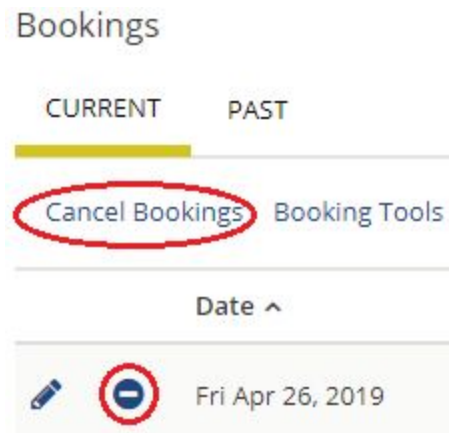 Bookings
CURRENT PAST
Cancel Bookings Booking Tools
Date
Fri Apr 26, 2019